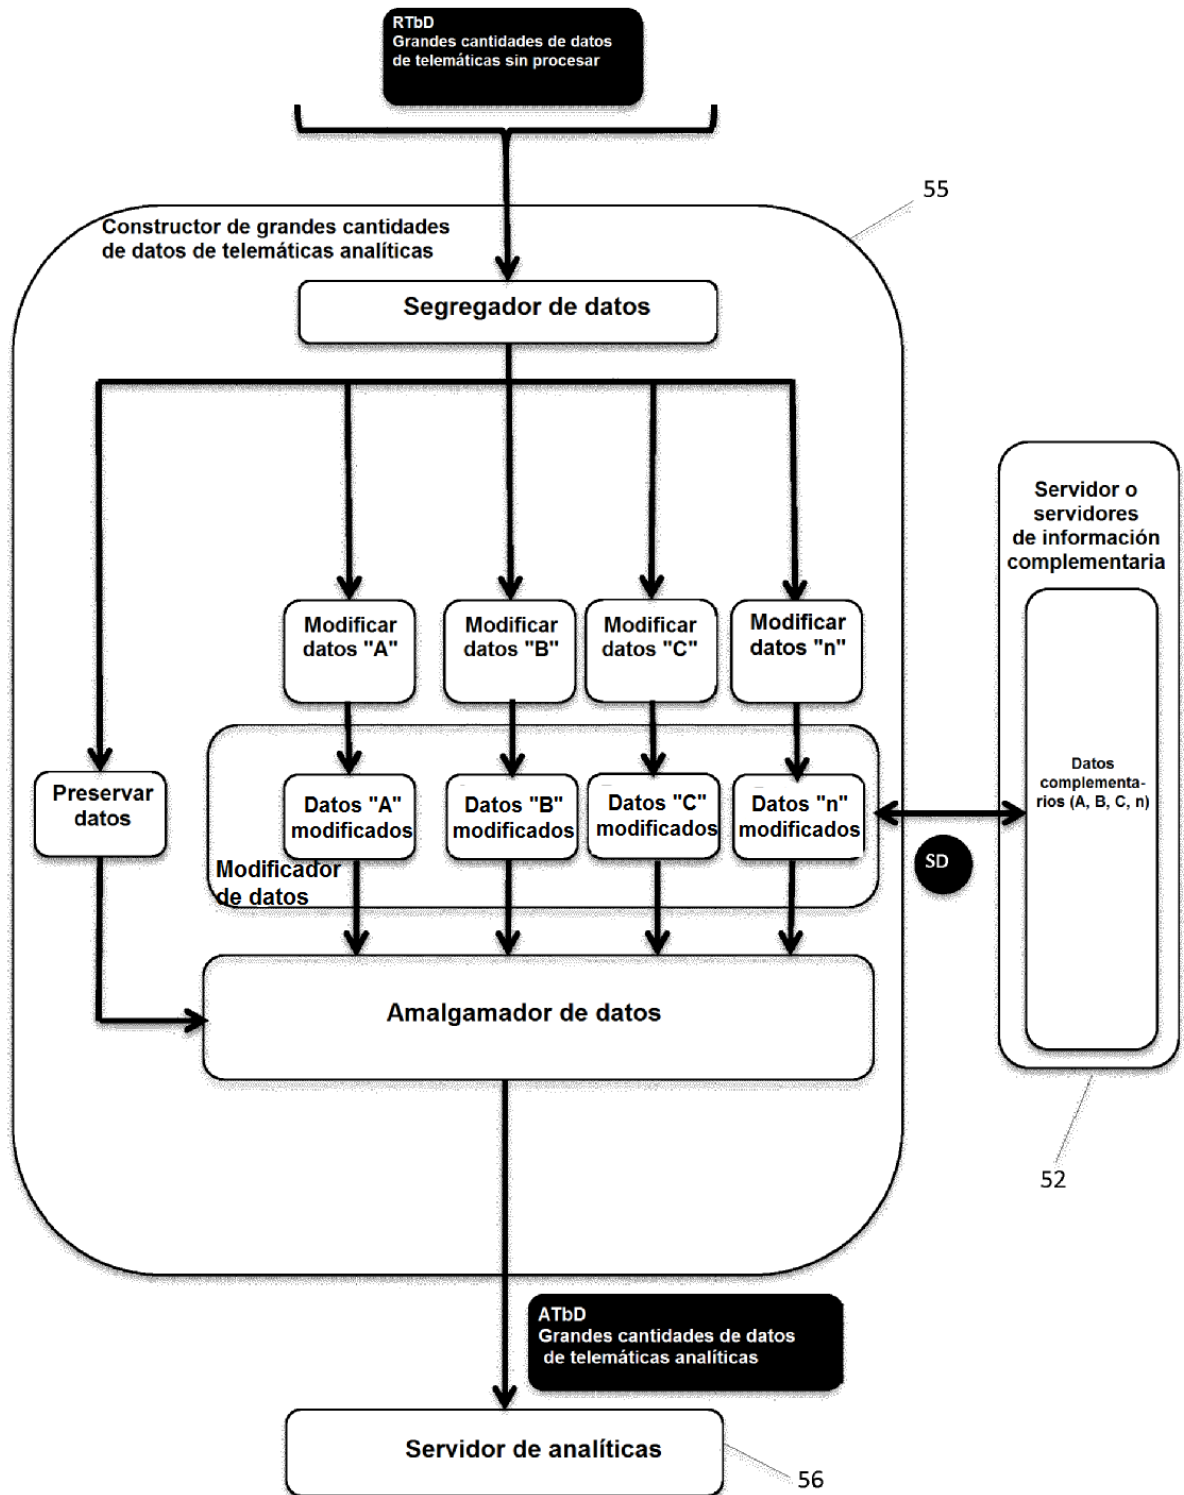 RTbD
Grandes cantidades de datos
de telemáticas sin procesar
55
Constructor de grandes cantidades
de datos de telemáticas analíticas
Segregador de datos
Servidor o
servidores
de información
complementaria
Modificar
datos "A"
Modificar
datos "B"
Modificar
datos "C"
Modificar
datos "n"
Preservar
datos
Datos "A"
modificados
Datos "B"
modificados
Datos "C"
modificados
Datos "n"
modificados
Datos
complementa-
rios (A, B, C, n)
SD
Modificador
de datos
Amalgamador de datos
52
ATbD
Grandes cantidades de datos
de telemáticas analíticas
Servidor de analíticas
56